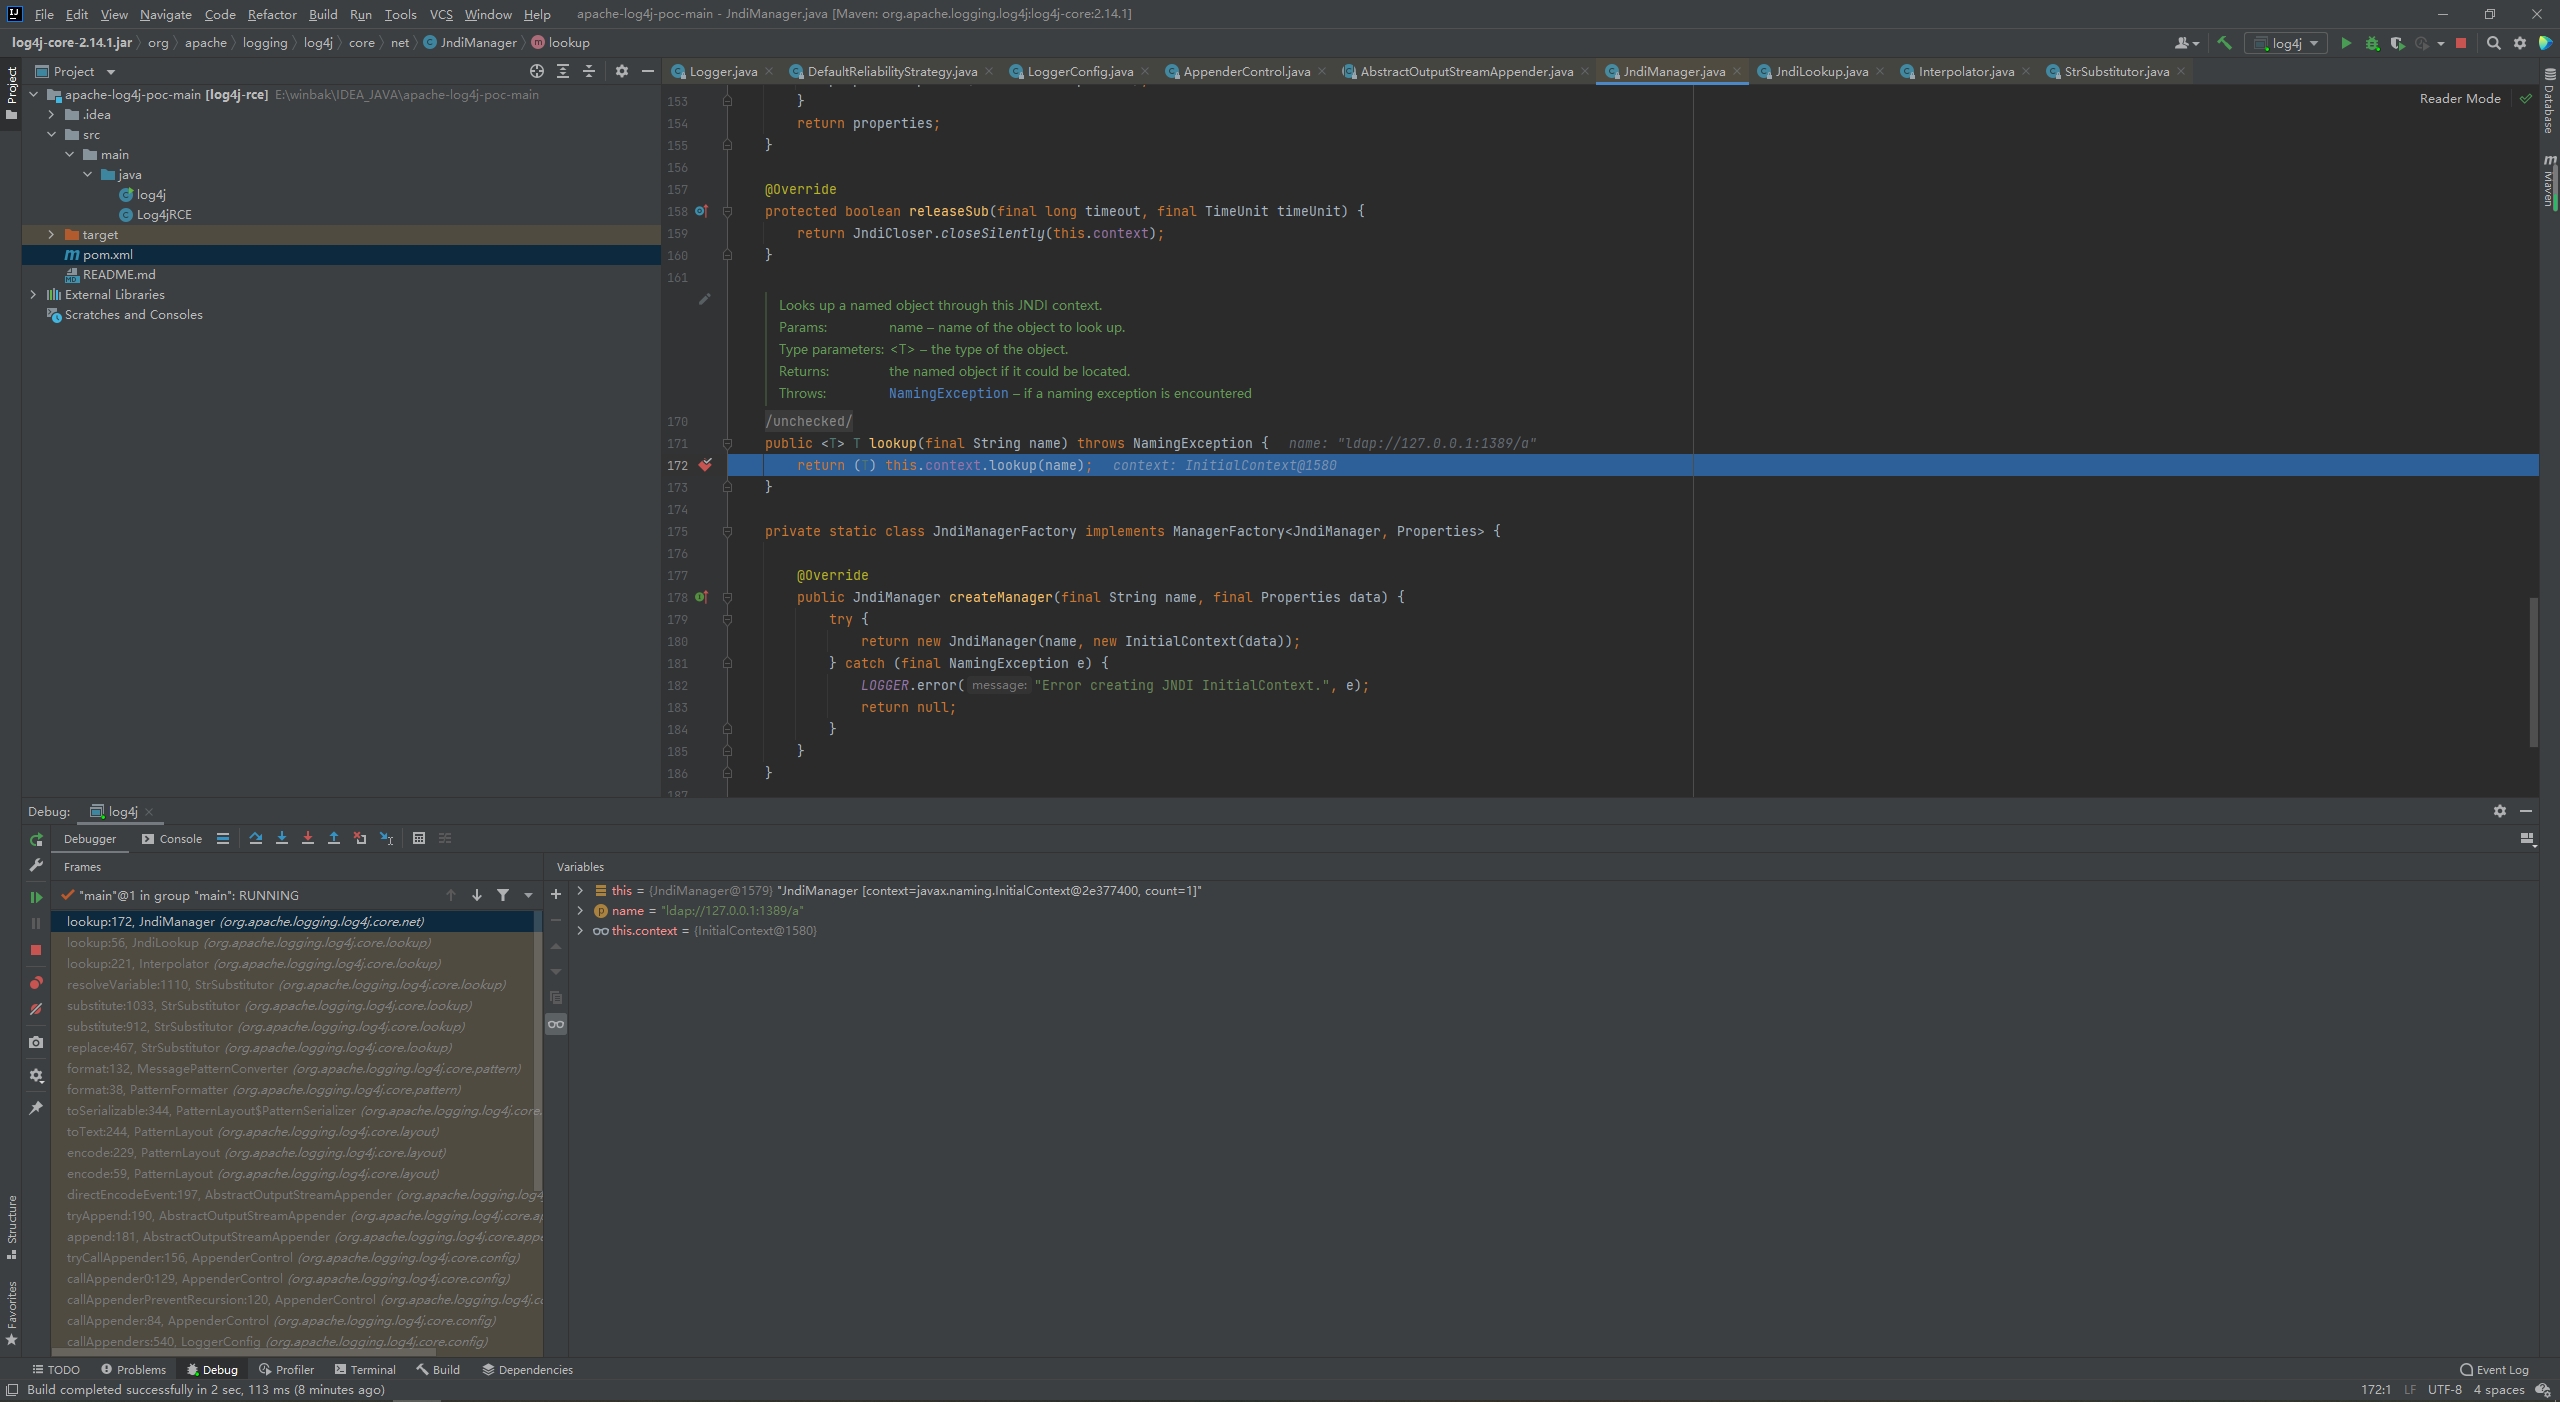 File Edit View Navigate Code Refactor Build Run Tools VCS Window Help apache-log4j-poc-main - JndiManager.java [Maven: org.apache.logging.log4j:log4j-core:2.14.1]
log4j-core-2.14.1.jar org apache logging log4j core net JndiManager lookup log4j
Project
Logger.java DefaultReliabilityStrategy.java LoggerConfig.java AppenderControl.java AbstractOutputStreamAppender.java JndiManager.java JndiLookup.java Interpolator.java StrSubstitutor.java
Project
Structure
Favorites
Database
Maven
Reader Mode
apache-log4j-poc-main [log4j-rce] E:\winbak\IDEA_JAVA\apache-log4j-poc-main
.idea
src
main
java
log4j
Log4jRCE
target
pom.xml
README.md
External Libraries
Scratches and Consoles
153 }
154 return properties;
155 }
156
157 @Override
158 protected boolean releaseSub(final long timeout, final TimeUnit timeUnit) {
159 return JndiCloser.closeSilently(this.context);
160 }
161
Looks up a named object through this JNDI context.
Params: name – name of the object to look up.
Type parameters: <T> – the type of the object.
Returns: the named object if it could be located.
Throws: NamingException – if a naming exception is encountered
170 /unchecked/
171 public <T> T lookup(final String name) throws NamingException { name: "ldap://127.0.0.1:1389/a"
172 return (T) this.context.lookup(name); context: InitialContext@1580
173 }
174
175 private static class JndiManagerFactory implements ManagerFactory<JndiManager, Properties> {
176
177 @Override
178 public JndiManager createManager(final String name, final Properties data) {
179 try {
180 return new JndiManager(name, new InitialContext(data));
181 } catch (final NamingException e) {
182 LOGGER.error( message: "Error creating JNDI InitialContext.", e);
183 return null;
184 }
185 }
186 }
187
Debug: log4j
Debugger Console
Frames
"main"@1 in group "main": RUNNING
lookup:172, JndiManager (org.apache.logging.log4j.core.net)
lookup:56, JndiLookup (org.apache.logging.log4j.core.lookup)
lookup:221, Interpolator (org.apache.logging.log4j.core.lookup)
resolveVariable:1110, StrSubstitutor (org.apache.logging.log4j.core.lookup)
substitute:1033, StrSubstitutor (org.apache.logging.log4j.core.lookup)
substitute:912, StrSubstitutor (org.apache.logging.log4j.core.lookup)
replace:467, StrSubstitutor (org.apache.logging.log4j.core.lookup)
format:132, MessagePatternConverter (org.apache.logging.log4j.core.pattern)
format:38, PatternFormatter (org.apache.logging.log4j.core.pattern)
toSerializable:344, PatternLayout$PatternSerializer (org.apache.logging.log4j.core.
toText:244, PatternLayout (org.apache.logging.log4j.core.layout)
encode:229, PatternLayout (org.apache.logging.log4j.core.layout)
encode:59, PatternLayout (org.apache.logging.log4j.core.layout)
directEncodeEvent:197, AbstractOutputStreamAppender (org.apache.logging.log4
tryAppend:190, AbstractOutputStreamAppender (org.apache.logging.log4j.core.ap
append:181, AbstractOutputStreamAppender (org.apache.logging.log4j.core.appe
tryCallAppender:156, AppenderControl (org.apache.logging.log4j.core.config)
callAppender0:129, AppenderControl (org.apache.logging.log4j.core.config)
callAppenderPreventRecursion:120, AppenderControl (org.apache.logging.log4j.co
callAppender:84, AppenderControl (org.apache.logging.log4j.core.config)
callAppenders:540, LoggerConfig (org.apache.logging.log4j.core.config)
Variables
this = {JndiManager@1579} "JndiManager [context=javax.naming.InitialContext@2e377400, count=1]"
name = "ldap://127.0.0.1:1389/a"
this.context = {InitialContext@1580}
TODO Problems Debug Profiler Terminal Build Dependencies Event Log
Build completed successfully in 2 sec, 113 ms (8 minutes ago) 172:1 LF UTF-8 4 spaces